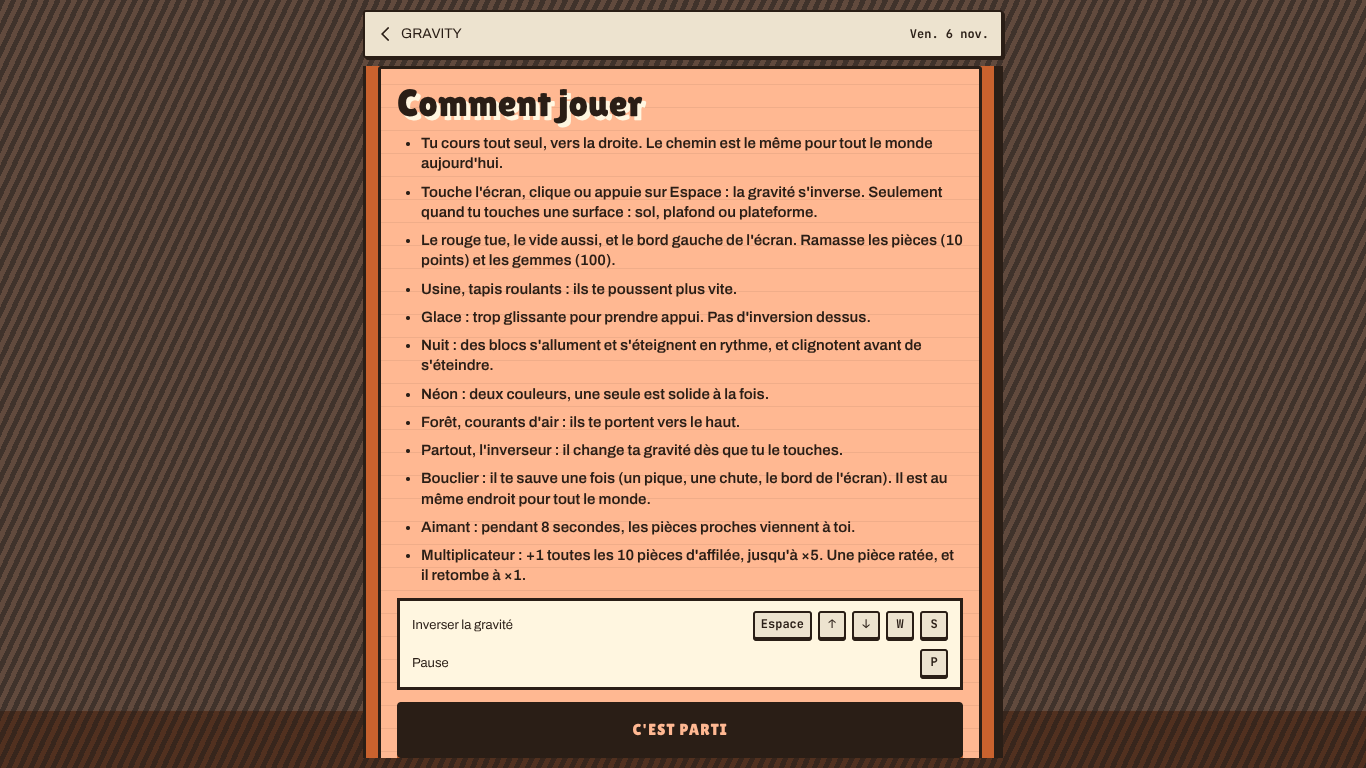 GRAVITY
Ven. 6 nov.
Comment jouer
• Tu cours tout seul, vers la droite. Le chemin est le même pour tout le monde
aujourd'hui.
• Touche l'écran, clique ou appuie sur Espace : la gravité s'inverse. Seulement
quand tu touches une surface : sol, plafond ou plateforme.
• Le rouge tue, le vide aussi, et le bord gauche de l'écran. Ramasse les pièces (10
points) et les gemmes (100).
• Usine, tapis roulants : ils te poussent plus vite.
• Glace : trop glissante pour prendre appui. Pas d'inversion dessus.
• Nuit : des blocs s'allument et s'éteignent en rythme, et clignotent avant de
s'éteindre.
• Néon : deux couleurs, une seule est solide à la fois.
• Forêt, courants d'air : ils te portent vers le haut.
• Partout, l'inverseur : il change ta gravité dès que tu le touches.
• Bouclier : il te sauve une fois (un pique, une chute, le bord de l'écran). Il est au
même endroit pour tout le monde.
• Aimant : pendant 8 secondes, les pièces proches viennent à toi.
• Multiplicateur : +1 toutes les 10 pièces d'affilée, jusqu'à ×5. Une pièce ratée, et
il retombe à ×1.
Inverser la gravité Espace ↑ ↓ W S
Pause P
C'EST PARTI